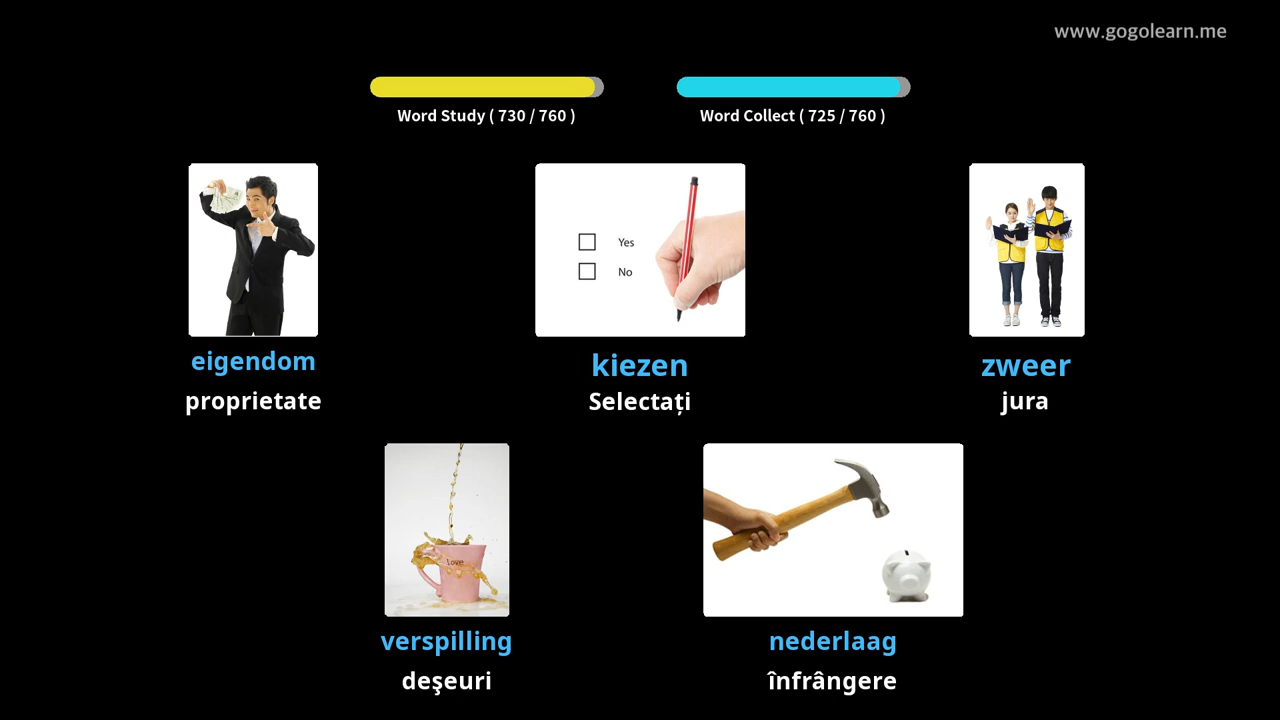 www.gogolearn.me
Word Study ( 730 / 760 )
Word Collect ( 725 / 760 )
Yes
No
eigendom
kiezen
zweer
proprietate
Selectați
jura
love
verspilling
nederlaag
deşeuri
înfrângere